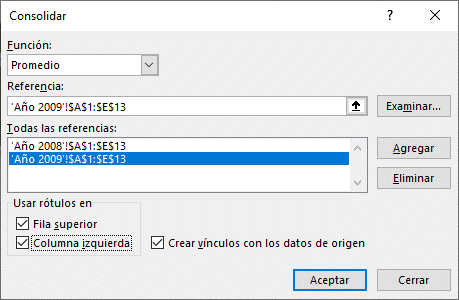 Consolidar
?
Función:
Promedio
Referencia:
'Año 2009'!$A$1:$E$13
Examinar...
Todas las referencias:
'Año 2008'!$A$1:$E$13
'Año 2009'!$A$1:$E$13
Agregar
Eliminar
Usar rótulos en
Fila superior
Columna izquierda
Crear vínculos con los datos de origen
Aceptar
Cerrar